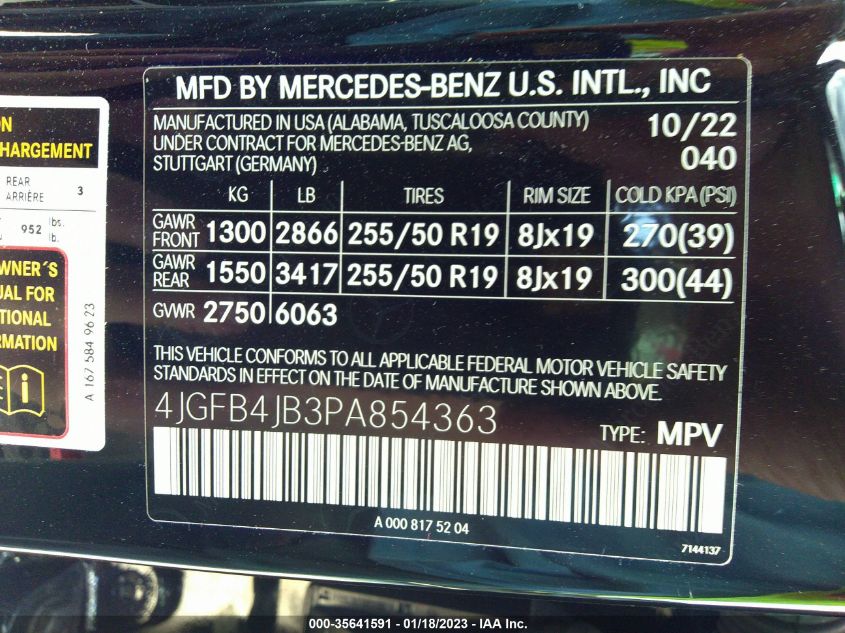 MFD BY MERCEDES-BENZ U.S. INTL., INC
MANUFACTURED IN USA (ALABAMA, TUSCALOOSA COUNTY) 10/22
UNDER CONTRACT FOR MERCEDES-BENZ AG,
STUTTGART (GERMANY) 040
KG LB TIRES RIM SIZE COLD KPA (PSI)
GAWR FRONT 1300 2866 255/50 R19 8Jx19 270(39)
GAWR REAR 1550 3417 255/50 R19 8Jx19 300(44)
GVWR 2750 6063
THIS VEHICLE CONFORMS TO ALL APPLICABLE FEDERAL MOTOR VEHICLE SAFETY
STANDARDS IN EFFECT ON THE DATE OF MANUFACTURE SHOWN ABOVE.
4JGFB4JB3PA854363 TYPE: MPV
A 000 817 52 04
7144137
ON
HARGEMENT
REAR
ARRIÈRE 3
952 lbs.
lb.
WNER´S
UAL FOR
TIONAL
RMATION
A 167 584 96 23
000-35641591 / 01/18/2023 - IAA Inc.